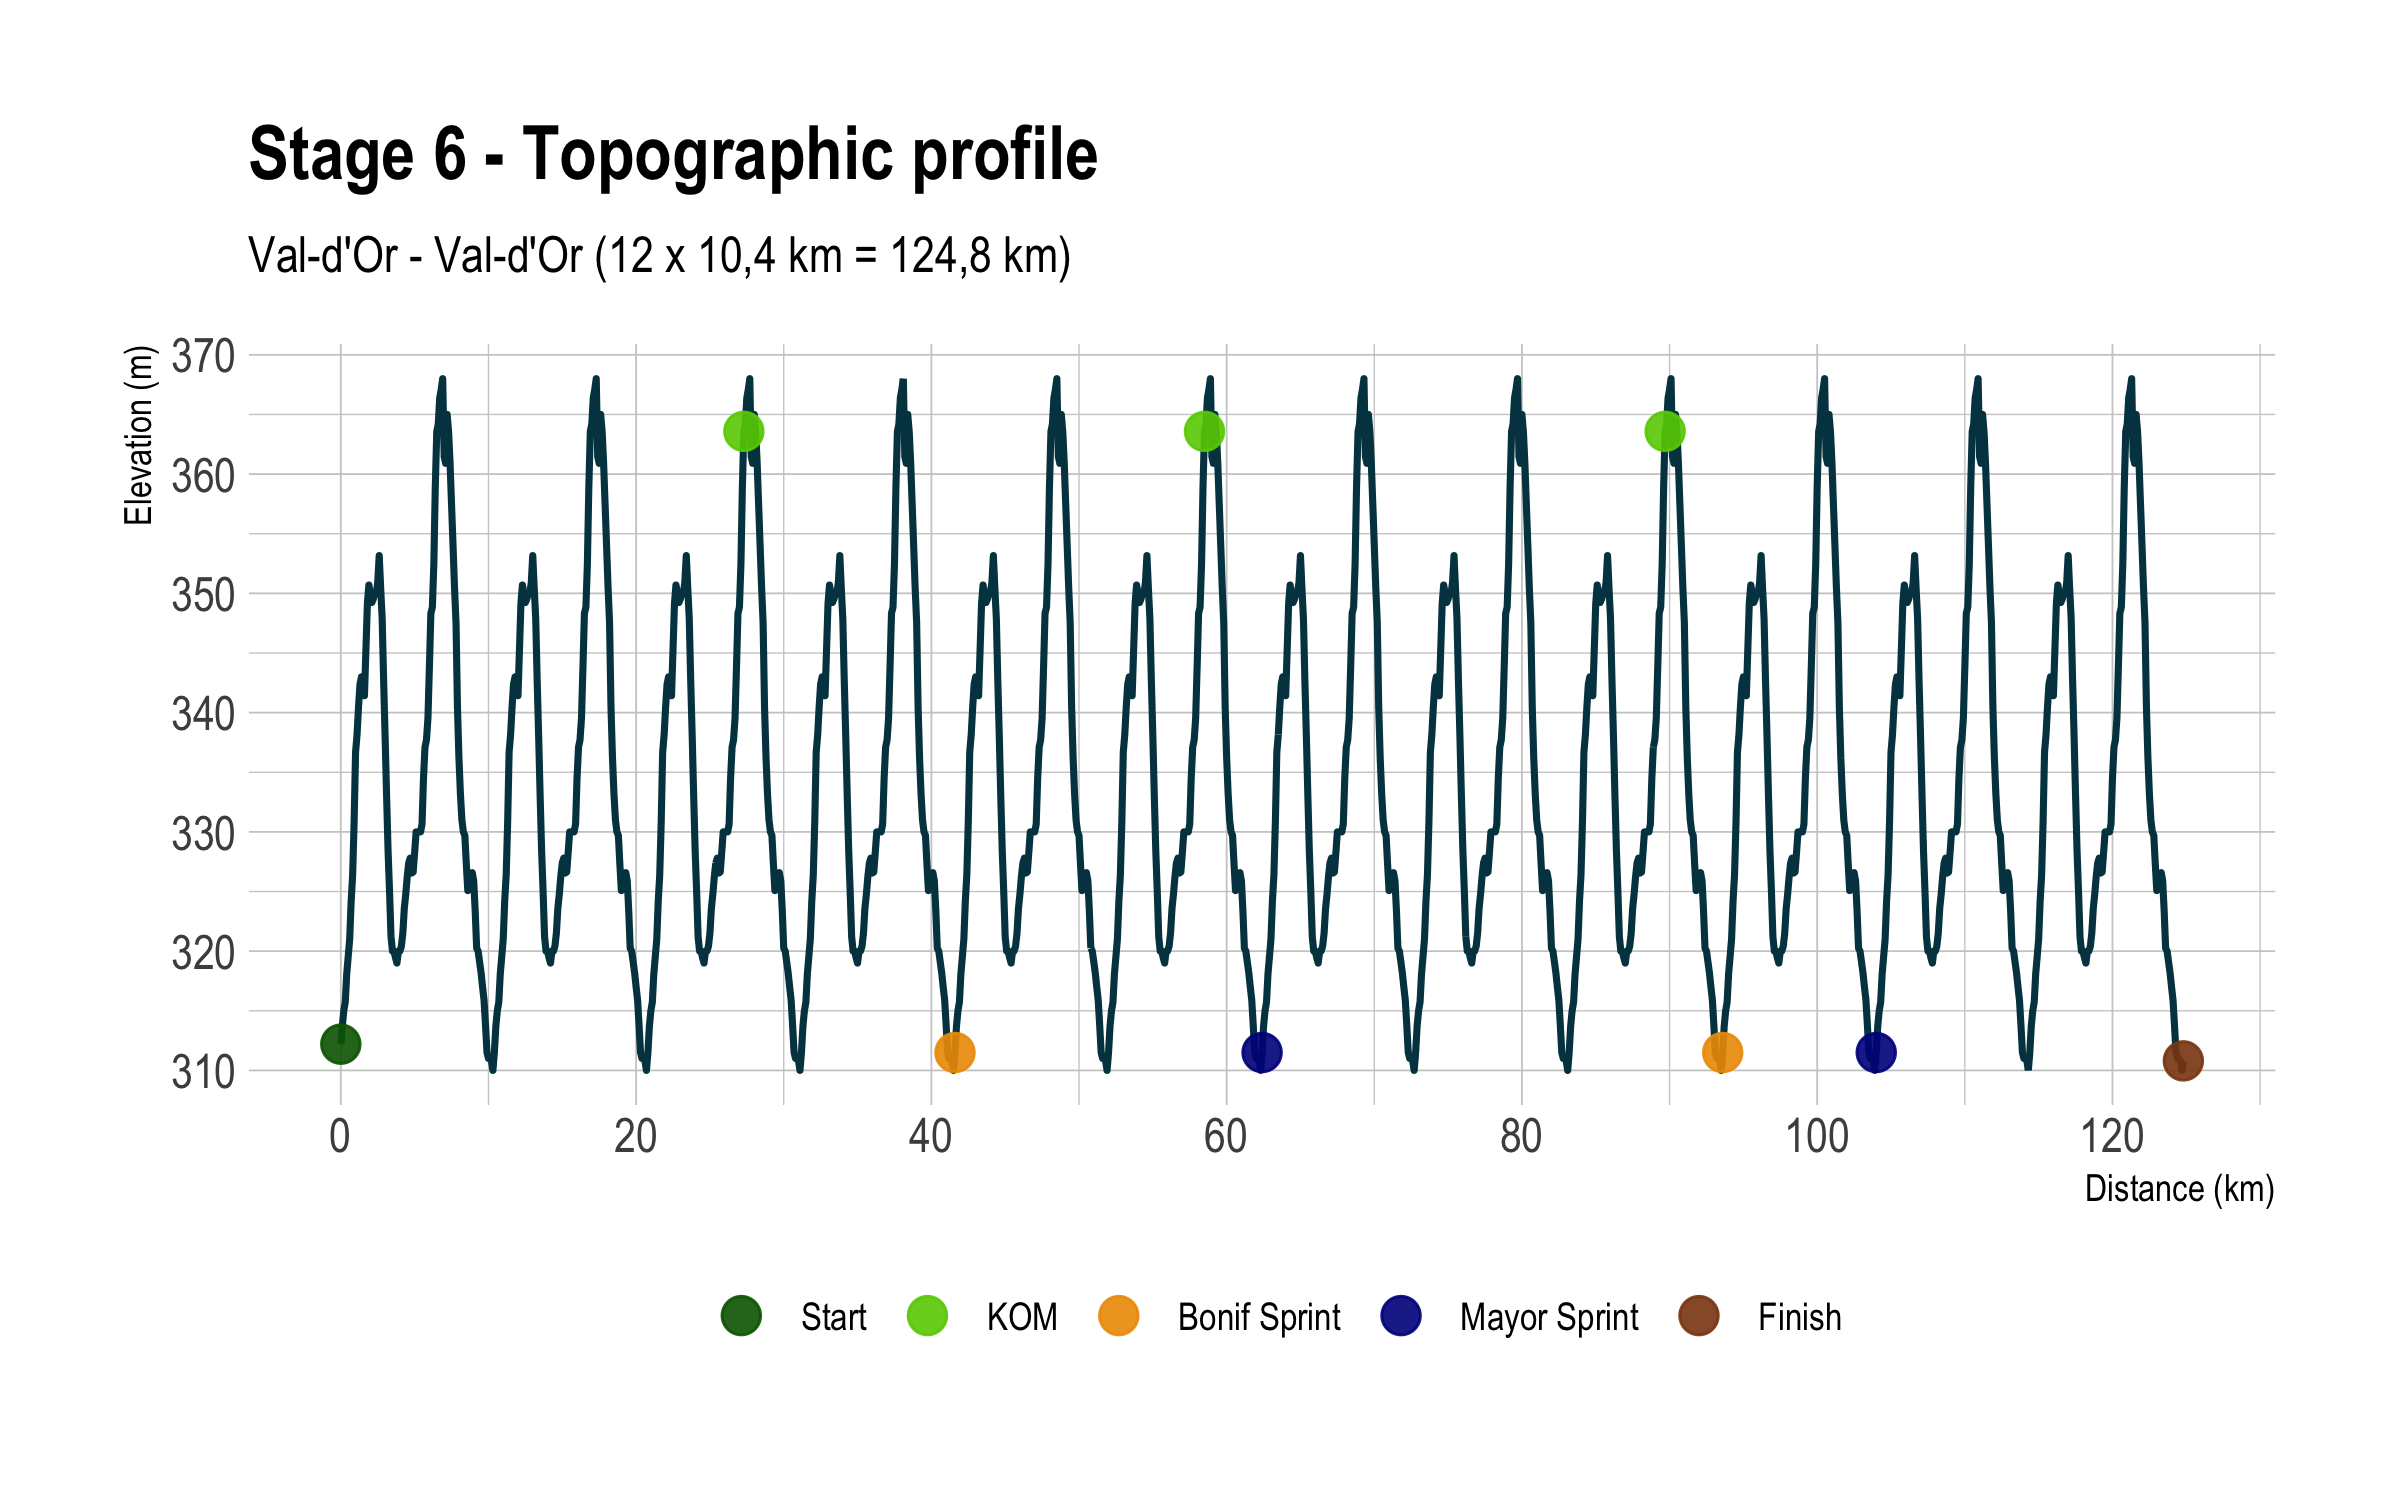 Stage 6 - Topographic profile
Val-d'Or - Val-d'Or (12 x 10,4 km = 124,8 km)
Elevation (m)
370
360
350
340
330
320
310
0 20 40 60 80 100 120
Distance (km)
Start KOM Bonif Sprint Mayor Sprint Finish